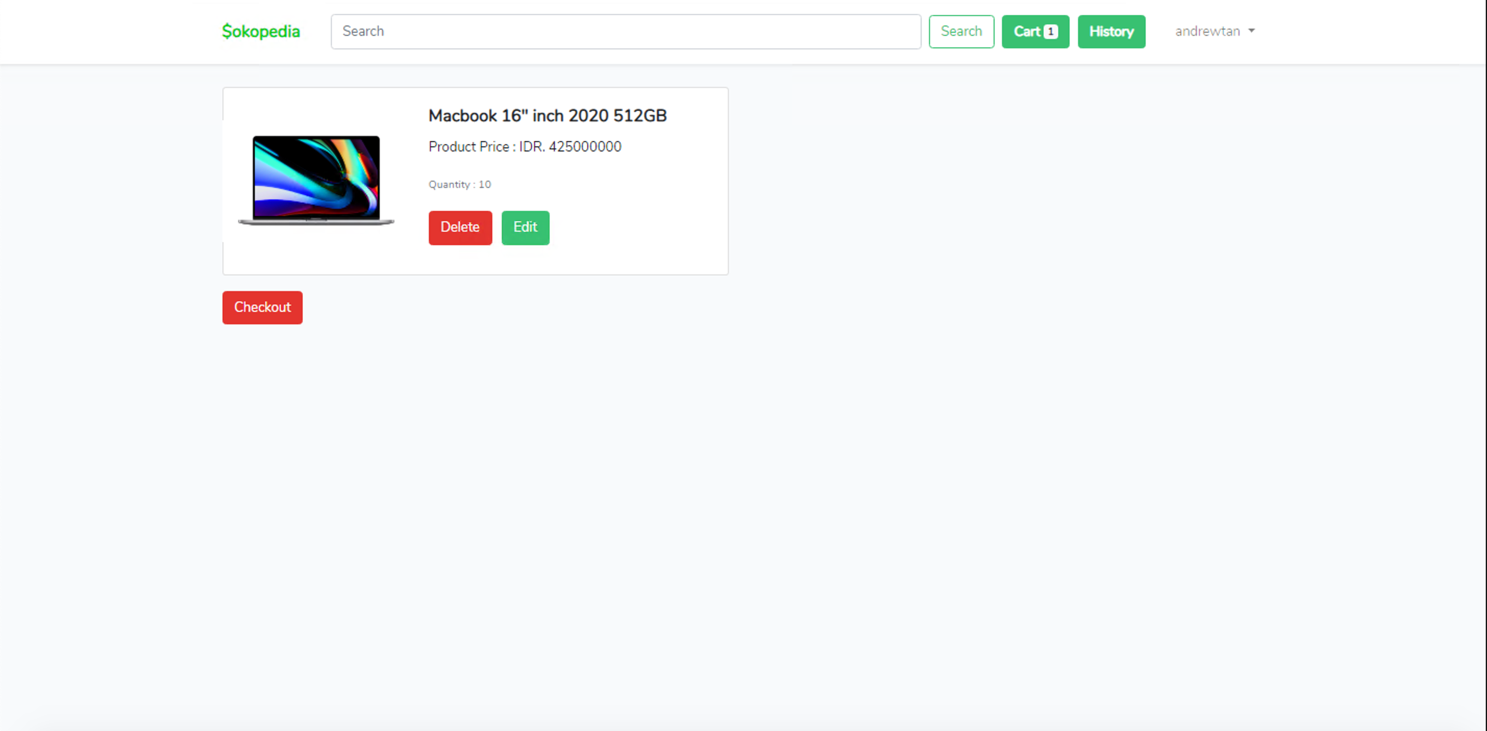 $okopedia Search Search Cart 1 History andrewtan
Macbook 16" inch 2020 512GB
Product Price : IDR. 425000000
Quantity : 10
Delete Edit
Checkout